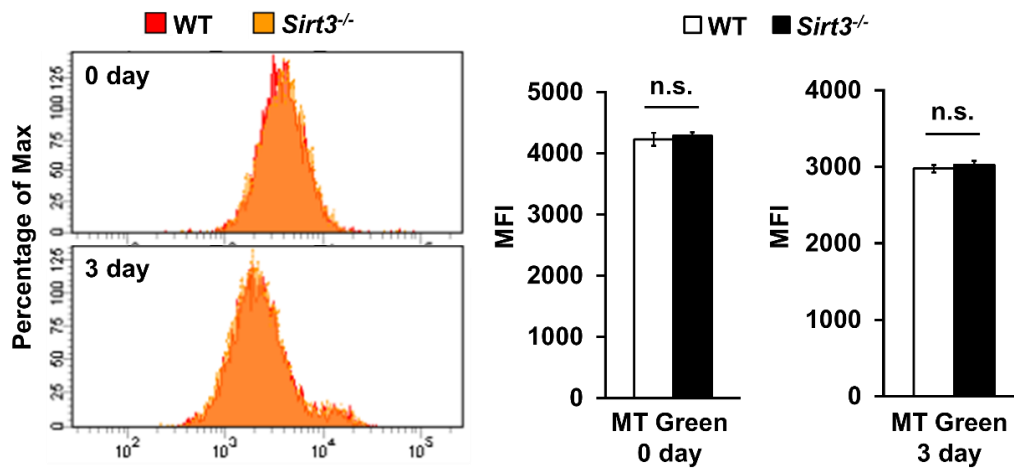 WT Sirt3-/-
Percentage of Max
0 day
125
100
75
50
25
0
3 day
125
100
75
50
25
0
10² 10³ 10⁴ 10⁵
WT Sirt3-/-
MFI
5000
4000
3000
2000
1000
0
n.s.
MT Green
0 day
MFI
4000
3000
2000
1000
0
n.s.
MT Green
3 day